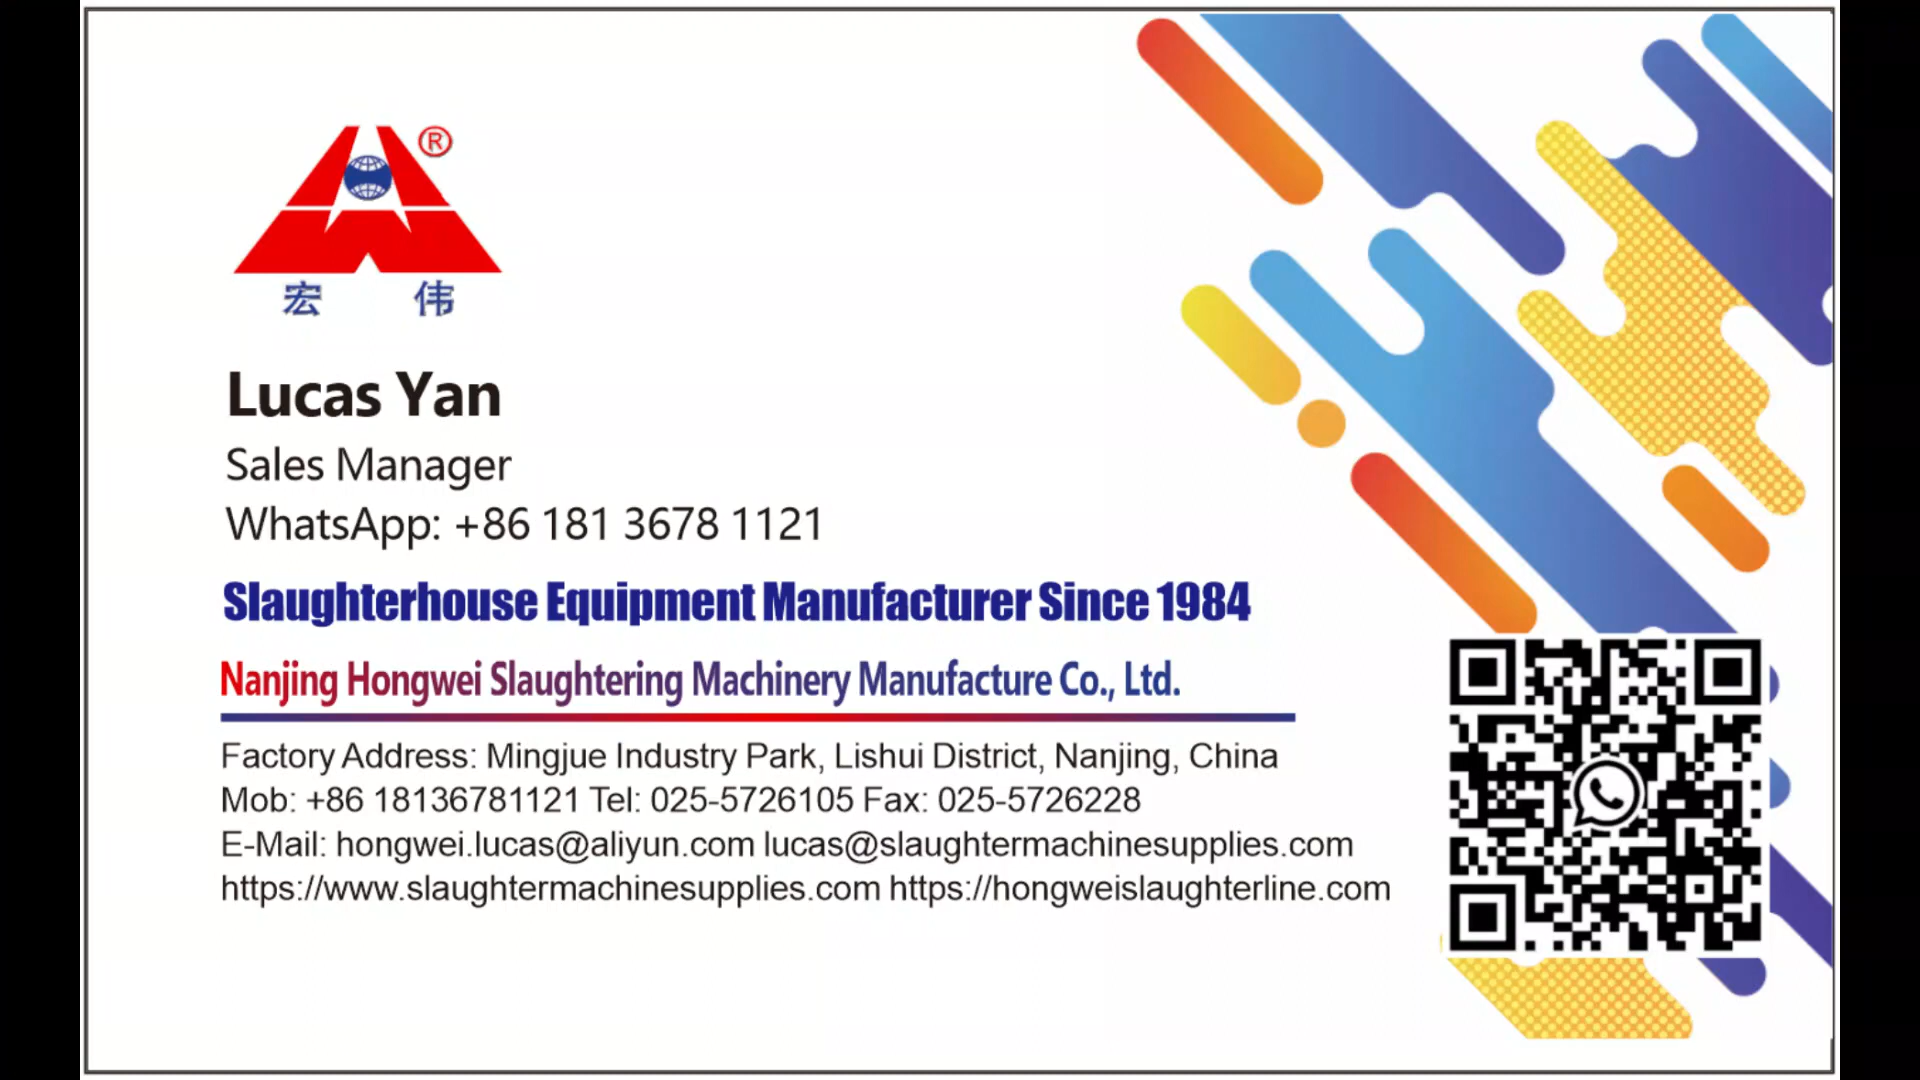 ®
宏 伟
Lucas Yan
Sales Manager
WhatsApp: +86 181 3678 1121
Slaughterhouse Equipment Manufacturer Since 1984
Nanjing Hongwei Slaughtering Machinery Manufacture Co., Ltd.
Factory Address: Mingjue Industry Park, Lishui District, Nanjing, China
Mob: +86 18136781121 Tel: 025-5726105 Fax: 025-5726228
E-Mail: hongwei.lucas@aliyun.com lucas@slaughtermachinesupplies.com
https://www.slaughtermachinesupplies.com https://hongweislaughterline.com